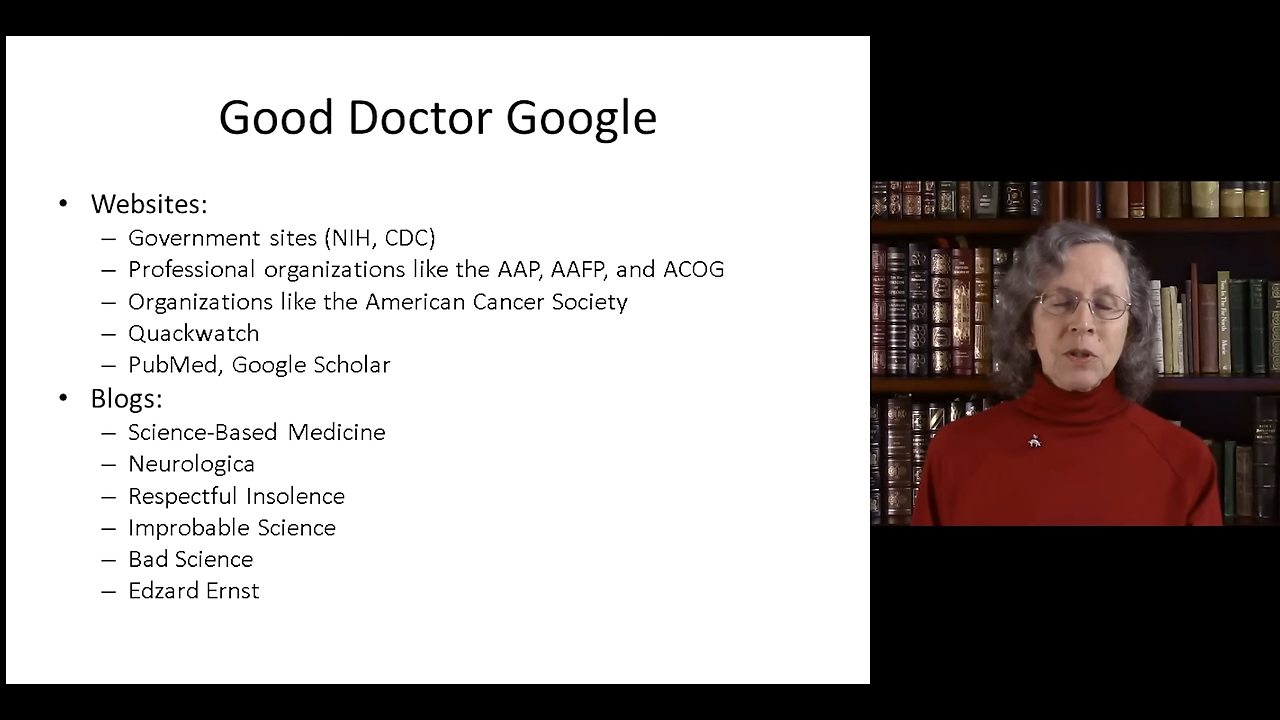 Good Doctor Google
• Websites:
– Government sites (NIH, CDC)
– Professional organizations like the AAP, AAFP, and ACOG
– Organizations like the American Cancer Society
– Quackwatch
– PubMed, Google Scholar
• Blogs:
– Science-Based Medicine
– Neurologica
– Respectful Insolence
– Improbable Science
– Bad Science
– Edzard Ernst